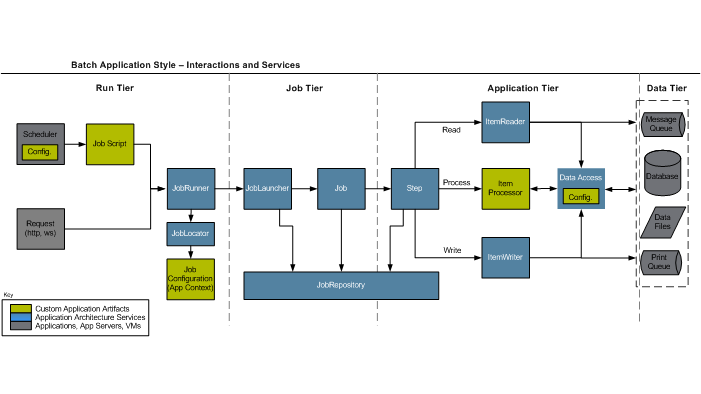 Batch Application Style – Interactions and Services
Run Tier
Job Tier
Application Tier
Data Tier
Scheduler
Config.
Job Script
Request
(http, ws)
JobRunner
JobLocator
Job
Configuration
(App Context)
JobLauncher
Job
Step
JobRepository
Read
Process
Write
ItemReader
Item
Processor
ItemWriter
Data Access
Config.
Message
Queue
Database
Data
Files
Print
Queue
Key
Custom Application Artifacts
Application Architecture Services
Applications, App Servers, VMs